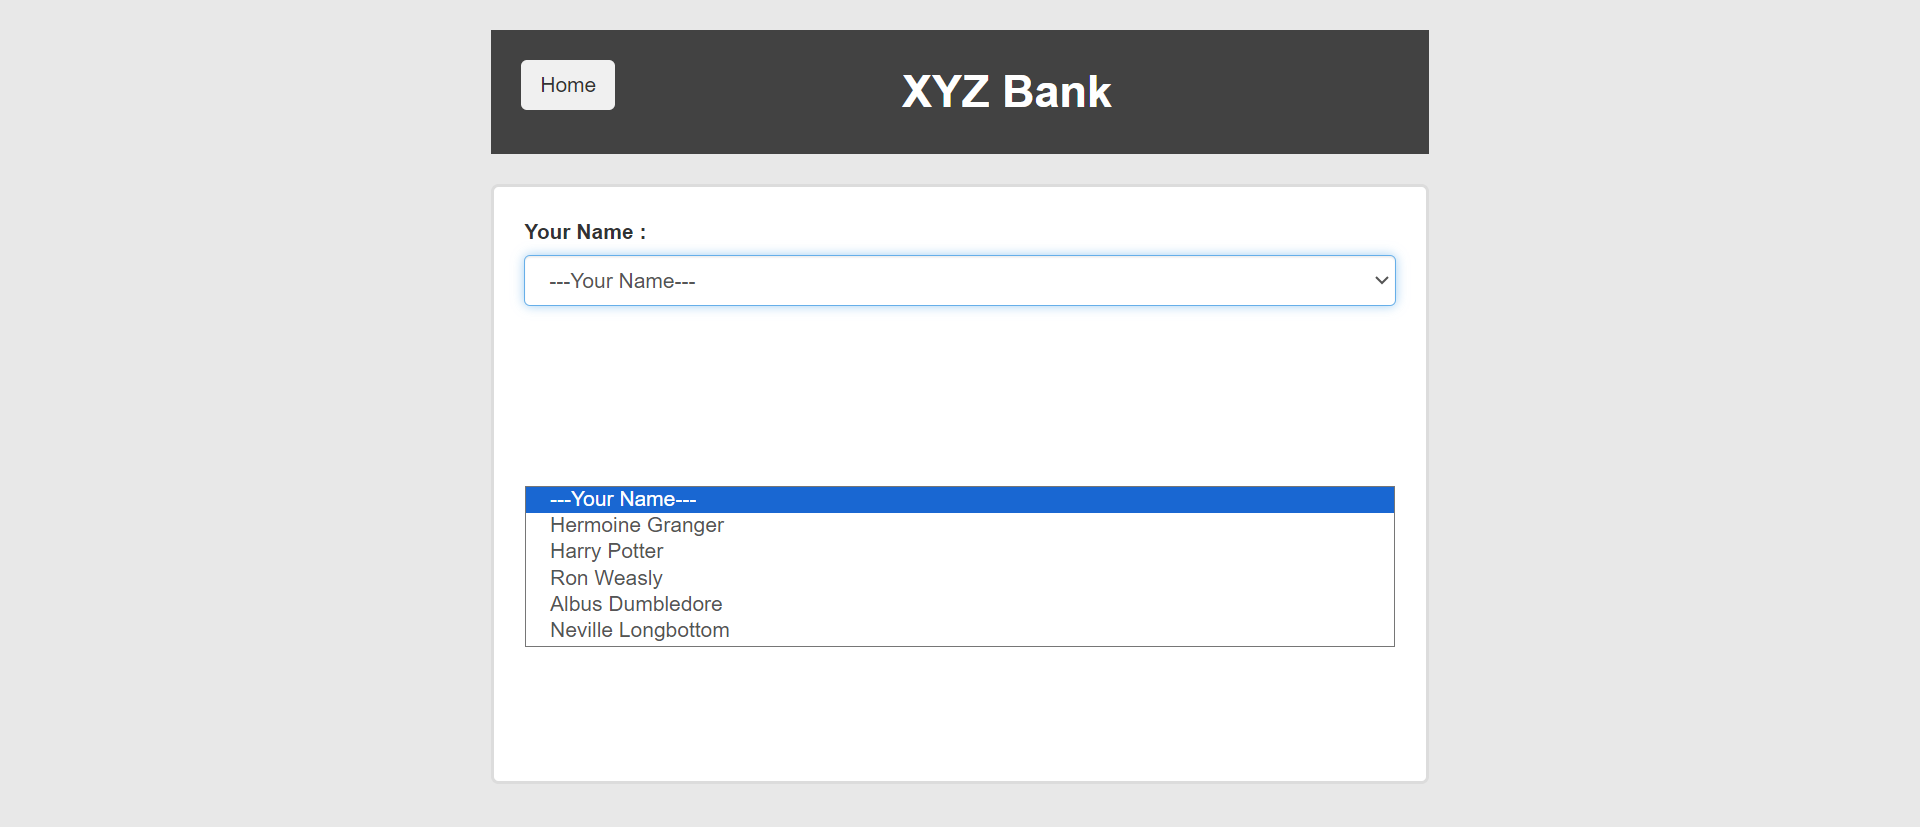 Home
XYZ Bank
Your Name :
---Your Name---
---Your Name---
Hermoine Granger
Harry Potter
Ron Weasly
Albus Dumbledore
Neville Longbottom